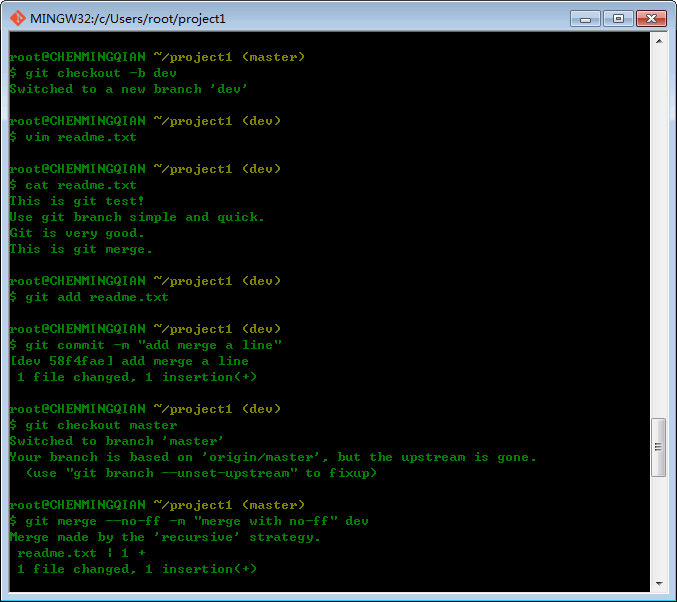 MINGW32:/c/Users/root/project1
root@CHENMINGQIAN ~/project1 (master)
$ git checkout -b dev
Switched to a new branch 'dev'
root@CHENMINGQIAN ~/project1 (dev)
$ vim readme.txt
root@CHENMINGQIAN ~/project1 (dev)
$ cat readme.txt
This is git test!
Use git branch simple and quick.
Git is very good.
This is git merge.
root@CHENMINGQIAN ~/project1 (dev)
$ git add readme.txt
root@CHENMINGQIAN ~/project1 (dev)
$ git commit -m "add merge a line"
[dev 58f4fae] add merge a line
 1 file changed, 1 insertion(+)
root@CHENMINGQIAN ~/project1 (dev)
$ git checkout master
Switched to branch 'master'
Your branch is based on 'origin/master', but the upstream is gone.
  (use "git branch --unset-upstream" to fixup)
root@CHENMINGQIAN ~/project1 (master)
$ git merge --no-ff -m "merge with no-ff" dev
Merge made by the 'recursive' strategy.
 readme.txt | 1 +
 1 file changed, 1 insertion(+)